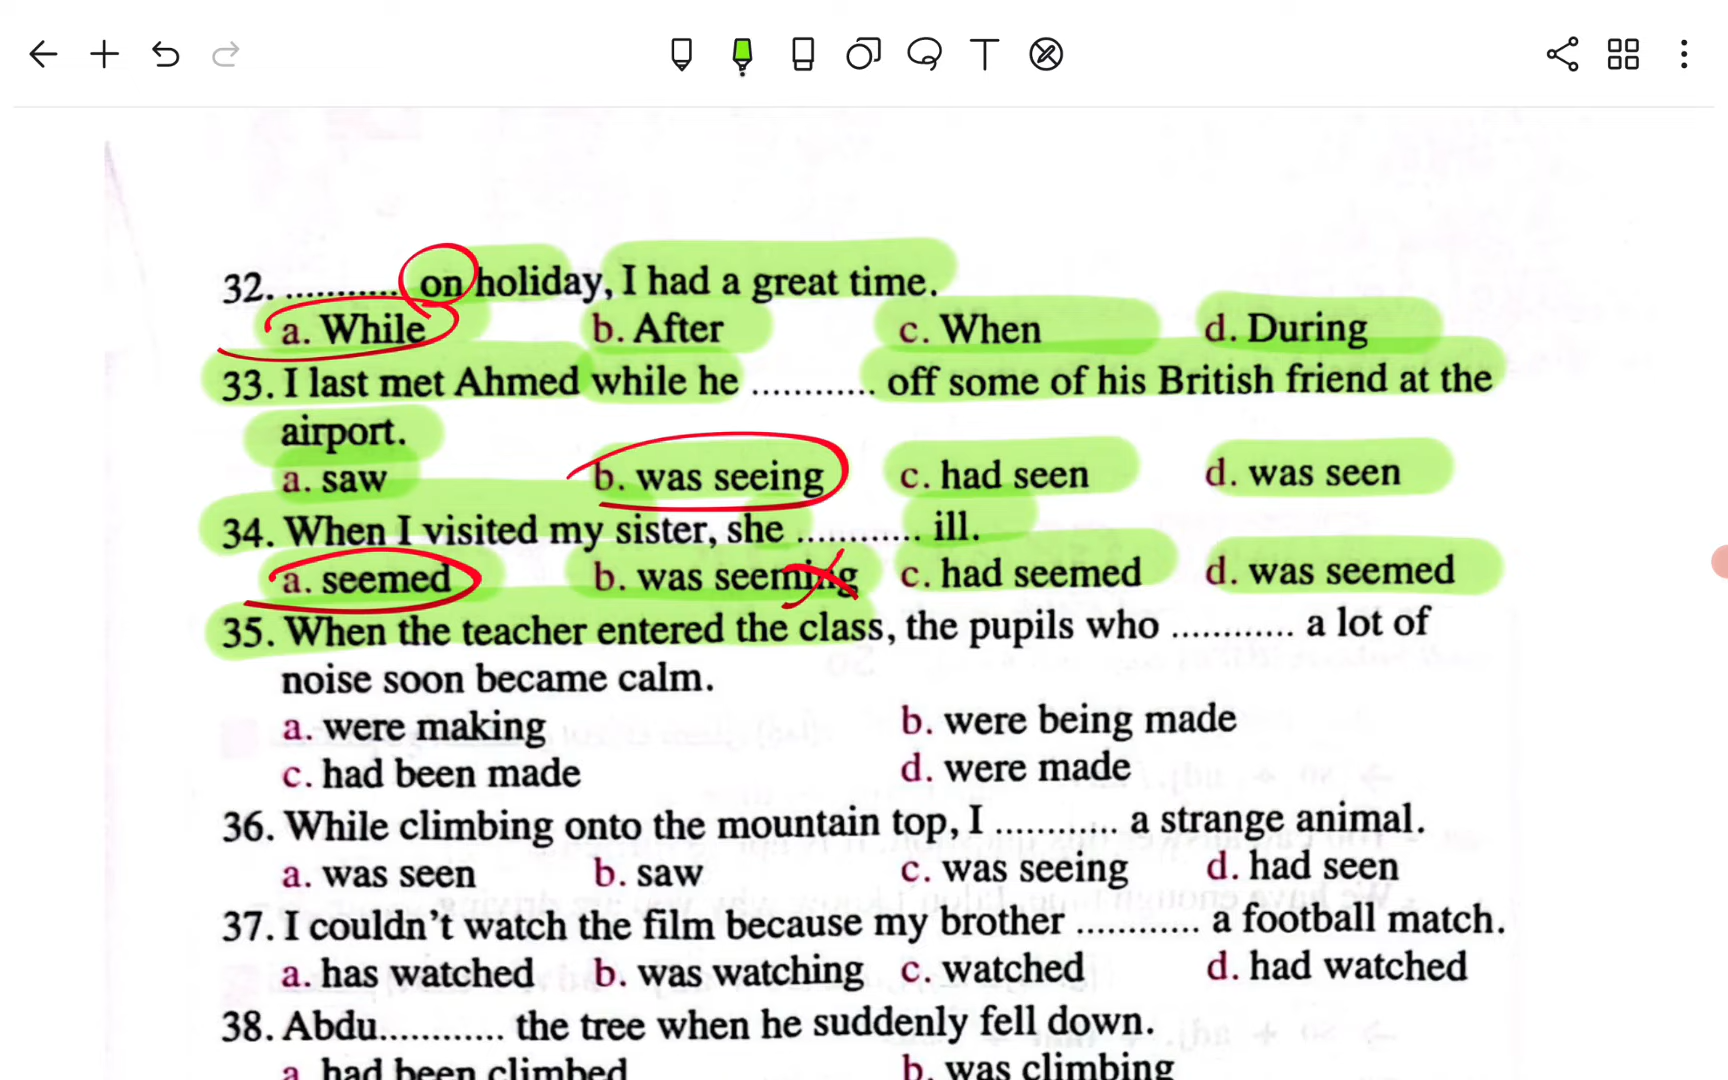 32. ............ on holiday, I had a great time.
a. While b. After c. When d. During
33. I last met Ahmed while he ............ off some of his British friend at the
airport.
a. saw b. was seeing c. had seen d. was seen
34. When I visited my sister, she ............ ill.
a. seemed b. was seeming c. had seemed d. was seemed
35. When the teacher entered the class, the pupils who ............ a lot of
noise soon became calm.
a. were making b. were being made
c. had been made d. were made
36. While climbing onto the mountain top, I ............ a strange animal.
a. was seen b. saw c. was seeing d. had seen
37. I couldn't watch the film because my brother ............ a football match.
a. has watched b. was watching c. watched d. had watched
38. Abdu............ the tree when he suddenly fell down.
a. had been climbed b. was climbing